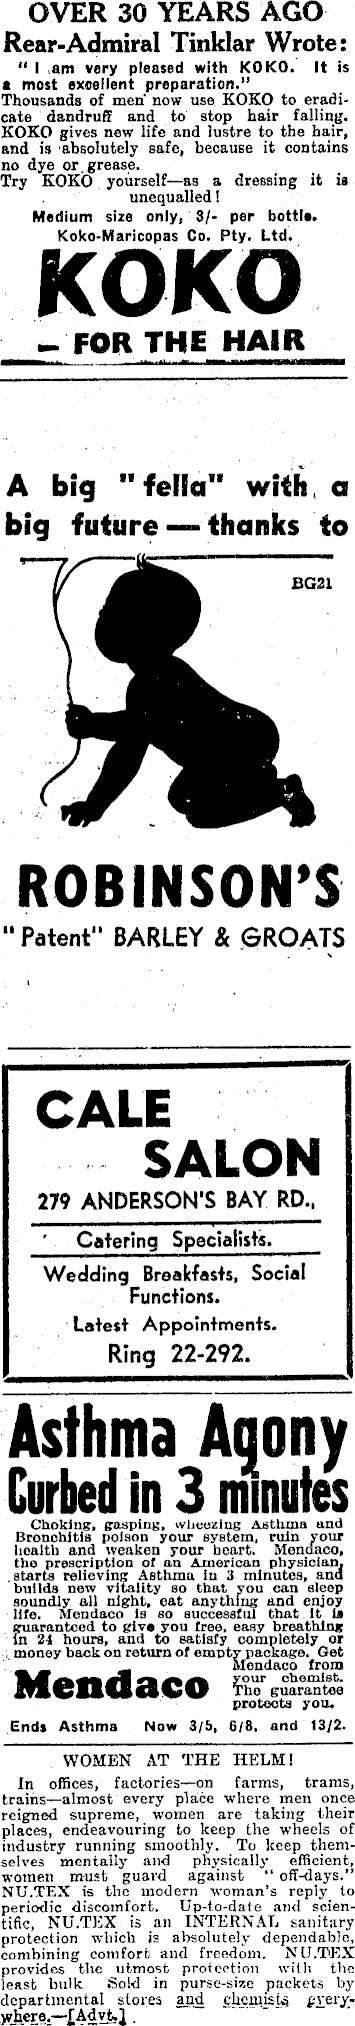 OVER 30 YEARS AGO
Rear-Admiral Tinklar Wrote:
"I am very pleased with KOKO. It is
a most excellent preparation."
Thousands of men now use KOKO to eradi-
cate dandruff and to stop hair falling.
KOKO gives new life and lustre to the hair,
and is absolutely safe, because it contains
no dye or grease.
Try KOKO yourself—as a dressing it is
unequalled!
Medium size only, 3/- per bottle.
Koko-Maricopas Co. Pty. Ltd.
KOKO
— FOR THE HAIR
A big "fella" with a
big future — thanks to
BG21
ROBINSON'S
"Patent" BARLEY & GROATS
CALE
SALON
279 ANDERSON'S BAY RD.,
Catering Specialists.
Wedding Breakfasts, Social
Functions.
Latest Appointments.
Ring 22-292.
Asthma Agony
Curbed in 3 minutes
Choking, gasping, wheezing Asthma and
Bronchitis poison your system, ruin your
health and weaken your heart. Mendaco,
the prescription of an American physician,
starts relieving Asthma in 3 minutes, and
builds new vitality so that you can sleep
soundly all night, eat anything and enjoy
life. Mendaco is so successful that it is
guaranteed to give you free, easy breathing
in 24 hours, and to satisfy completely or
money back on return of empty package. Get
Mendaco from
your chemist.
The guarantee
protects you.
Mendaco
Ends Asthma Now 3/5, 6/8, and 13/2.
WOMEN AT THE HELM!
In offices, factories—on farms, trams,
trains—almost every place where men once
reigned supreme, women are taking their
places, endeavouring to keep the wheels of
industry running smoothly. To keep them-
selves mentally and physically efficient,
women must guard against "off-days."
NU.TEX is the modern woman's reply to
periodic discomfort. Up-to-date and scien-
tific, NU.TEX is an INTERNAL sanitary
protection which is absolutely dependable,
combining comfort and freedom. NU.TEX
provides the utmost protection with the
least bulk Sold in purse-size packets by
departmental stores and chemists every-
where.—[Advt.]